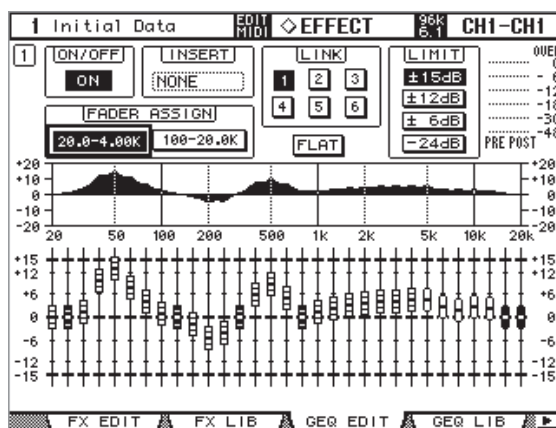 1 Initial Data EDIT MIDI ◇EFFECT 96k 6.1 CH1-CH1
1 ON/OFF INSERT LINK LIMIT
ON NONE 1 2 3 ±15dB
4 5 6 ±12dB
FADER ASSIGN ± 6dB
20.0-4.00K 100-20.0K FLAT -24dB PRE POST
+20 +20
+10 +10
0 0
-10 -10
-20 -20
20 50 100 200 500 1k 2k 5k 10k 20k
+15 +15
+12 +12
+6 +6
0 0
-6 -6
-12 -12
-15 -15
FX EDIT FX LIB GEQ EDIT GEQ LIB